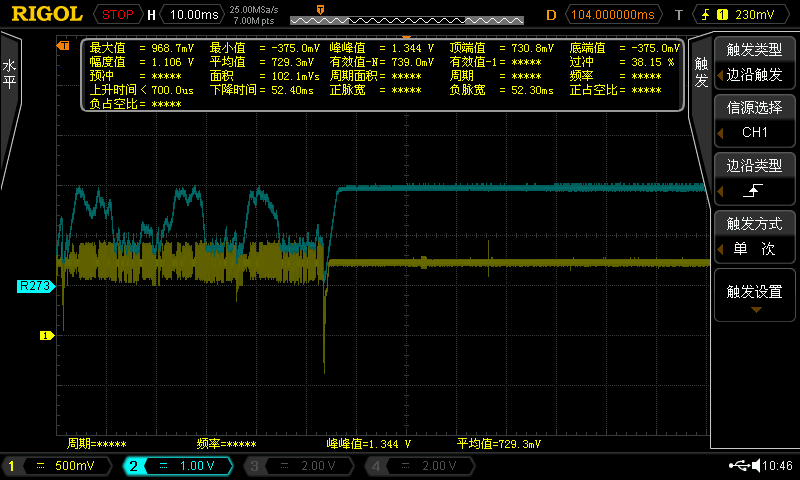 RIGOL STOP H 10.00ms 25.00MSa/s 7.00M pts T D 104.000000ms T 1 230mV
水平
T
最大值 = 968.7mV 最小值 = -375.0mV 峰峰值 = 1.344 V 顶端值 = 730.8mV 底端值 = -375.0mV
幅度值 = 1.106 V 平均值 = 729.3mV 有效值-N= 739.0mV 有效值-1= ***** 过冲 = 38.15 %
预冲 = ***** 面积 = 102.1mVs 周期面积= ***** 周期 = ***** 频率 = *****
上升时间 < 700.0us 下降时间 = 52.40ms 正脉宽 = ***** 负脉宽 = 52.30ms 正占空比= *****
负占空比= *****
触发
触发类型
边沿触发
信源选择
CH1
边沿类型
触发方式
单 次
触发设置
R273
1
周期=***** 频率=***** 峰峰值=1.344 V 平均值=729.3mV
1 500mV 2 1.00 V 3 2.00 V 4 2.00 V 10:46